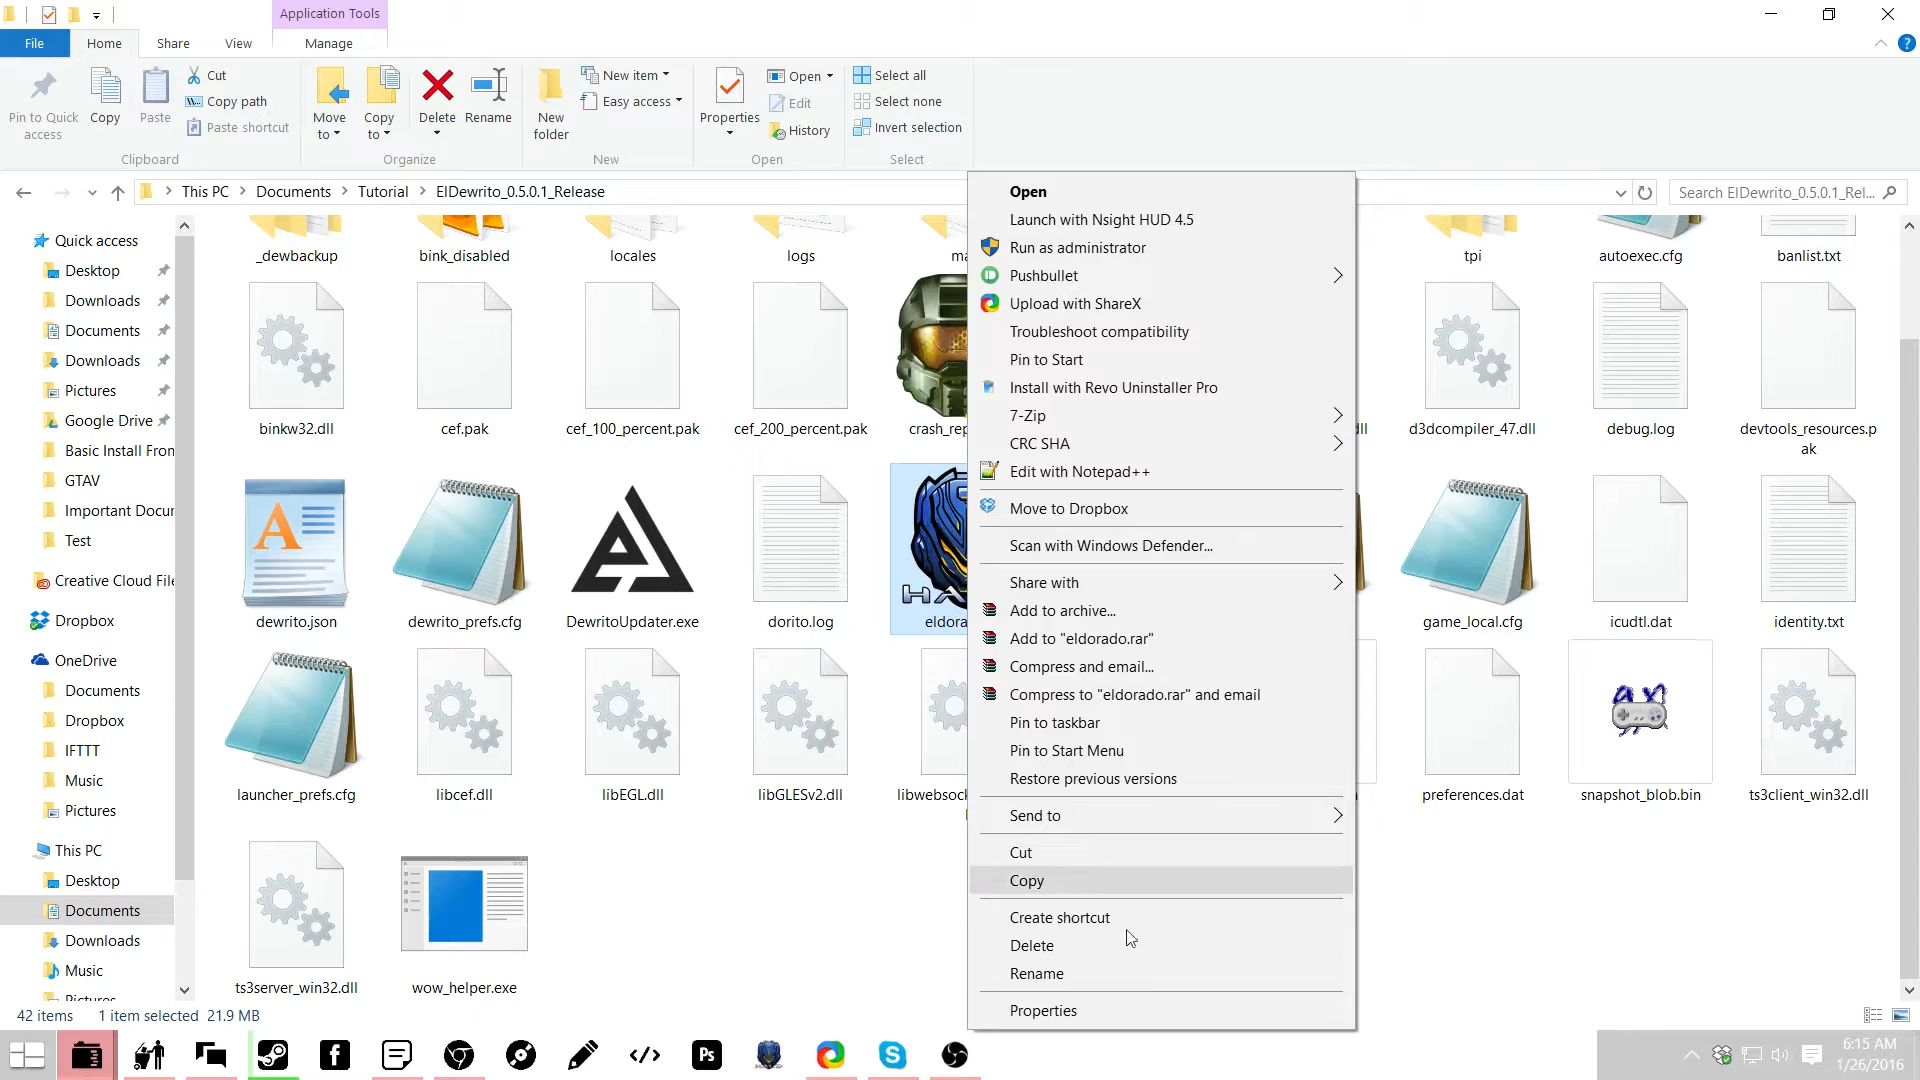 Application Tools
File
Home
Share
View
Manage
Pin to Quick
access
Copy
Paste
Cut
Copy path
Paste shortcut
Clipboard
Move
to
Copy
to
Delete
Rename
Organize
New
folder
New item
Easy access
New
Properties
Open
Edit
History
Open
Select all
Select none
Invert selection
Select
This PC
Documents
Tutorial
ElDewrito_0.5.0.1_Release
Search ElDewrito_0.5.0.1_Rel...
Quick access
Desktop
Downloads
Documents
Downloads
Pictures
Google Drive
Basic Install
GTAV
Important
Test
Creative Cloud
Dropbox
OneDrive
Documents
Dropbox
IFTTT
Music
Pictures
This PC
Desktop
Documents
Downloads
Music
Pictures
_dewbackup
bink_disabled
locales
logs
tpi
autoexec.cfg
banlist.txt
binkw32.dll
cef.pak
cef_100_percent.pak
cef_200_percent.pak
crash_rep
d3dcompiler_47.dll
debug.log
devtools_resources.p
ak
dewrito.json
dewrito_prefs.cfg
DewritoUpdater.exe
dorito.log
eldora
game_local.cfg
icudtl.dat
identity.txt
launcher_prefs.cfg
libcef.dll
libEGL.dll
libGLESv2.dll
libwebsock
preferences.dat
snapshot_blob.bin
ts3client_win32.dll
ts3server_win32.dll
wow_helper.exe
Open
Launch with Nsight HUD 4.5
Run as administrator
Pushbullet
Upload with ShareX
Troubleshoot compatibility
Pin to Start
Install with Revo Uninstaller Pro
7-Zip
CRC SHA
Edit with Notepad++
Move to Dropbox
Scan with Windows Defender...
Share with
Add to archive...
Add to "eldorado.rar"
Compress and email...
Compress to "eldorado.rar" and email
Pin to taskbar
Pin to Start Menu
Restore previous versions
Send to
Cut
Copy
Create shortcut
Delete
Rename
Properties
42 items
1 item selected 21.9 MB
Ps
6:15 AM
1/26/2016